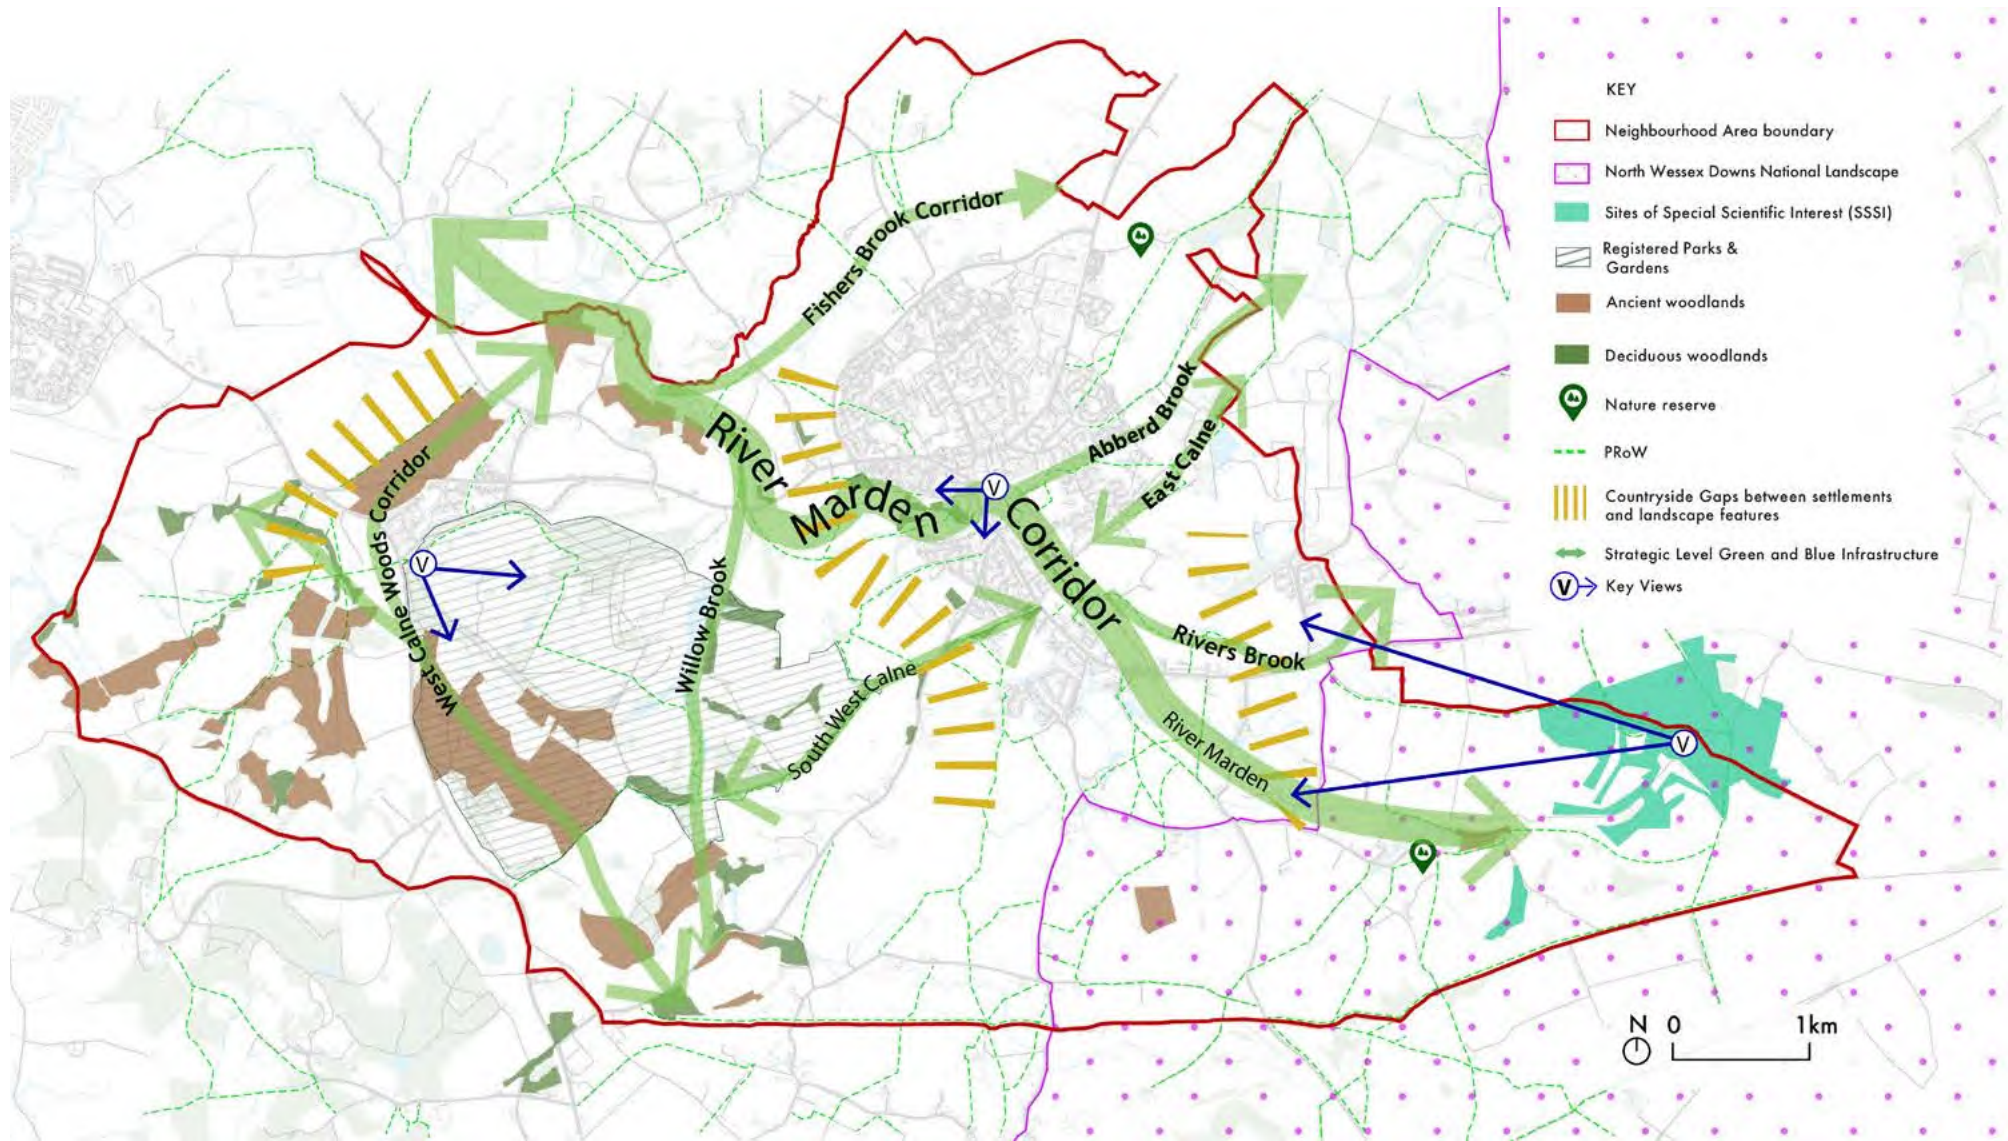 KEY
Neighbourhood Area boundary
North Wessex Downs National Landscape
Sites of Special Scientific Interest (SSSI)
Registered Parks &
Gardens
Ancient woodlands
Deciduous woodlands
Nature reserve
PRoW
Countryside Gaps between settlements
and landscape features
Strategic Level Green and Blue Infrastructure
V Key Views
Fishers Brook Corridor
River Marden Corridor
Abberd Brook
East Calne
West Calne Woods Corridor
Willow Brook
South West Calne
Rivers Brook
River Marden
V
V
V
N 0 1km